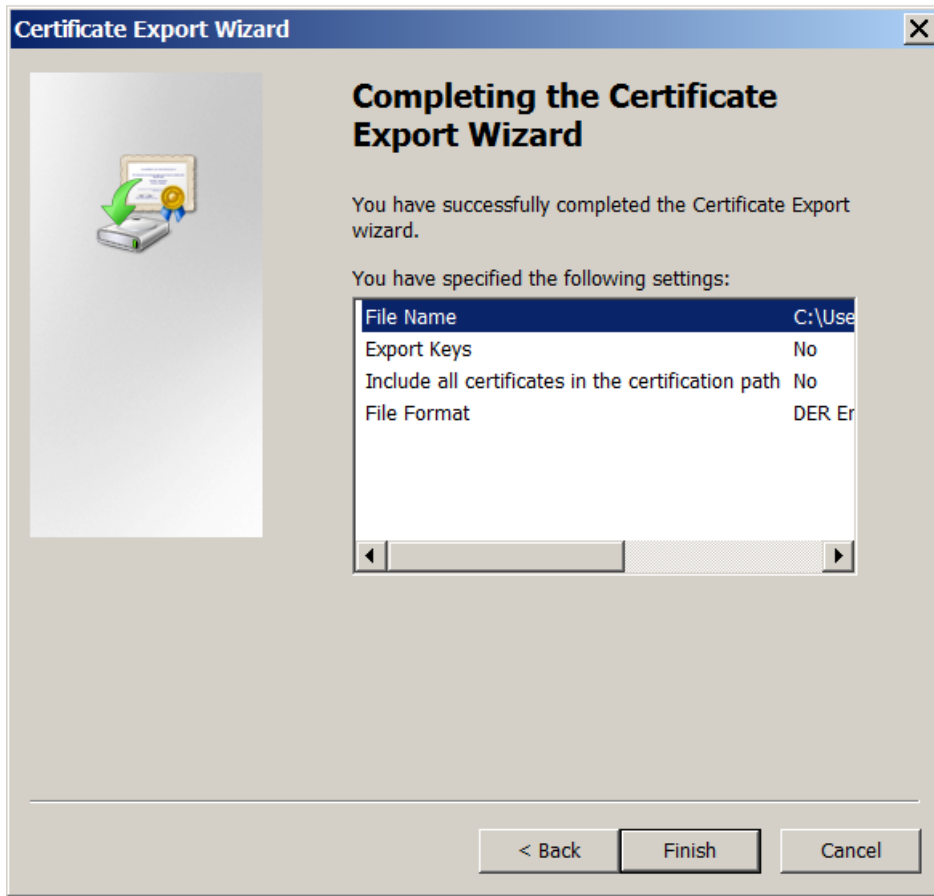 Certificate Export Wizard
Completing the Certificate
Export Wizard
You have successfully completed the Certificate Export
wizard.
You have specified the following settings:
File Name C:\Use
Export Keys No
Include all certificates in the certification path No
File Format DER Er
< Back Finish Cancel